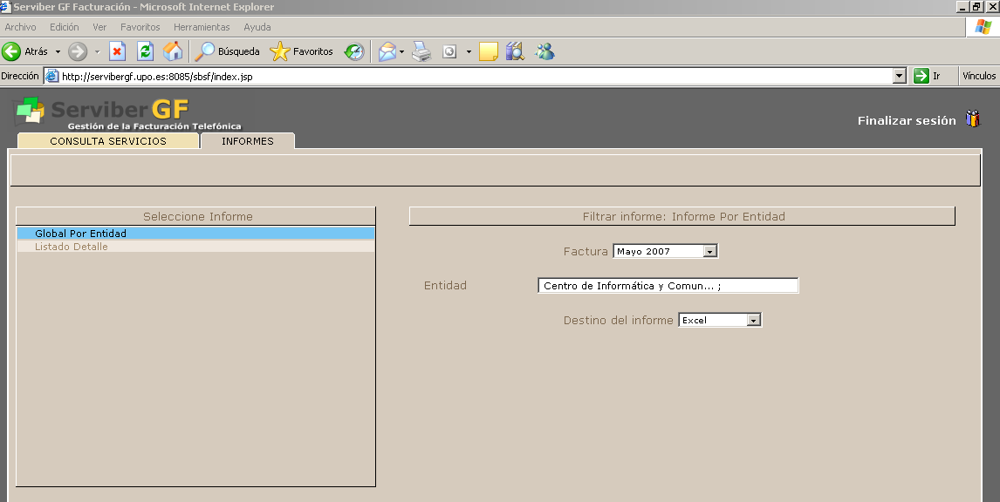 Serviber GF Facturación - Microsoft Internet Explorer
Archivo Edición Ver Favoritos Herramientas Ayuda
Atrás Búsqueda Favoritos
Dirección http://servibergf.upo.es:8085/sbsf/index.jsp Ir Vínculos
Serviber GF
Gestión de la Facturación Telefónica
Finalizar sesión
CONSULTA SERVICIOS INFORMES
Seleccione Informe
Global Por Entidad
Listado Detalle
Filtrar informe: Informe Por Entidad
Factura Mayo 2007
Entidad Centro de Informática y Comun... ;
Destino del informe Excel